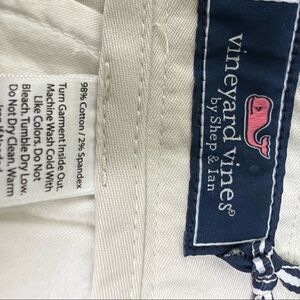 98% Cotton / 2% Spandex
Turn Garment Inside Out.
Machine Wash Cold With
Like Colors. Do Not
Bleach. Tumble Dry Low.
Do Not Dry Clean. Warm
vineyard vines®
by Shep & Ian